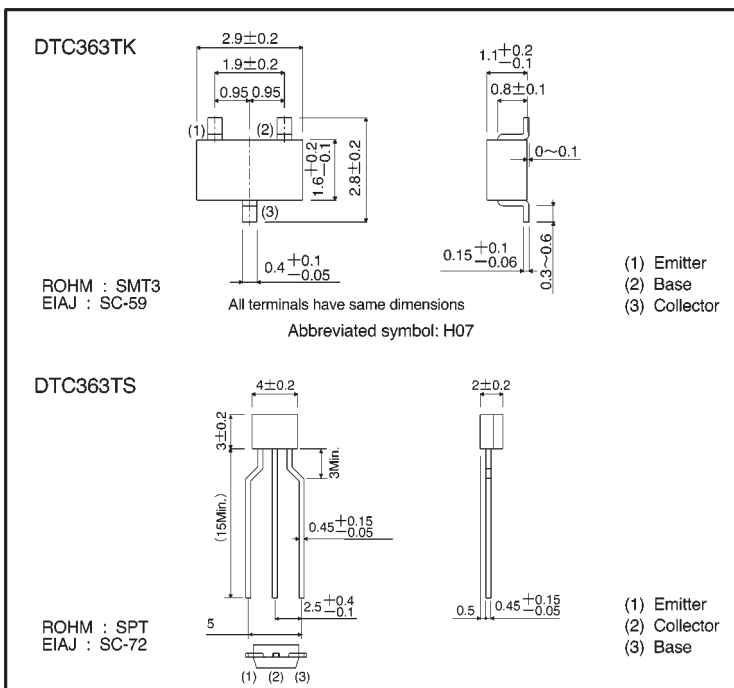 DTC363TK
2.9±0.2
1.9±0.2
0.95 0.95
(1) (2)
(3)
1.6 +0.2 −0.1
2.8±0.2
0.4 +0.1 −0.05
1.1 +0.2 −0.1
0.8±0.1
0~0.1
0.15 +0.1 −0.06
0.3~0.6
ROHM : SMT3
EIAJ : SC-59
All terminals have same dimensions
Abbreviated symbol: H07
(1) Emitter
(2) Base
(3) Collector
DTC363TS
4±0.2
3±0.2
(15Min.)
3Min.
0.45 +0.15 −0.05
2.5 +0.4 −0.1
5
(1) (2) (3)
2±0.2
0.5
0.45 +0.15 −0.05
ROHM : SPT
EIAJ : SC-72
(1) Emitter
(2) Collector
(3) Base